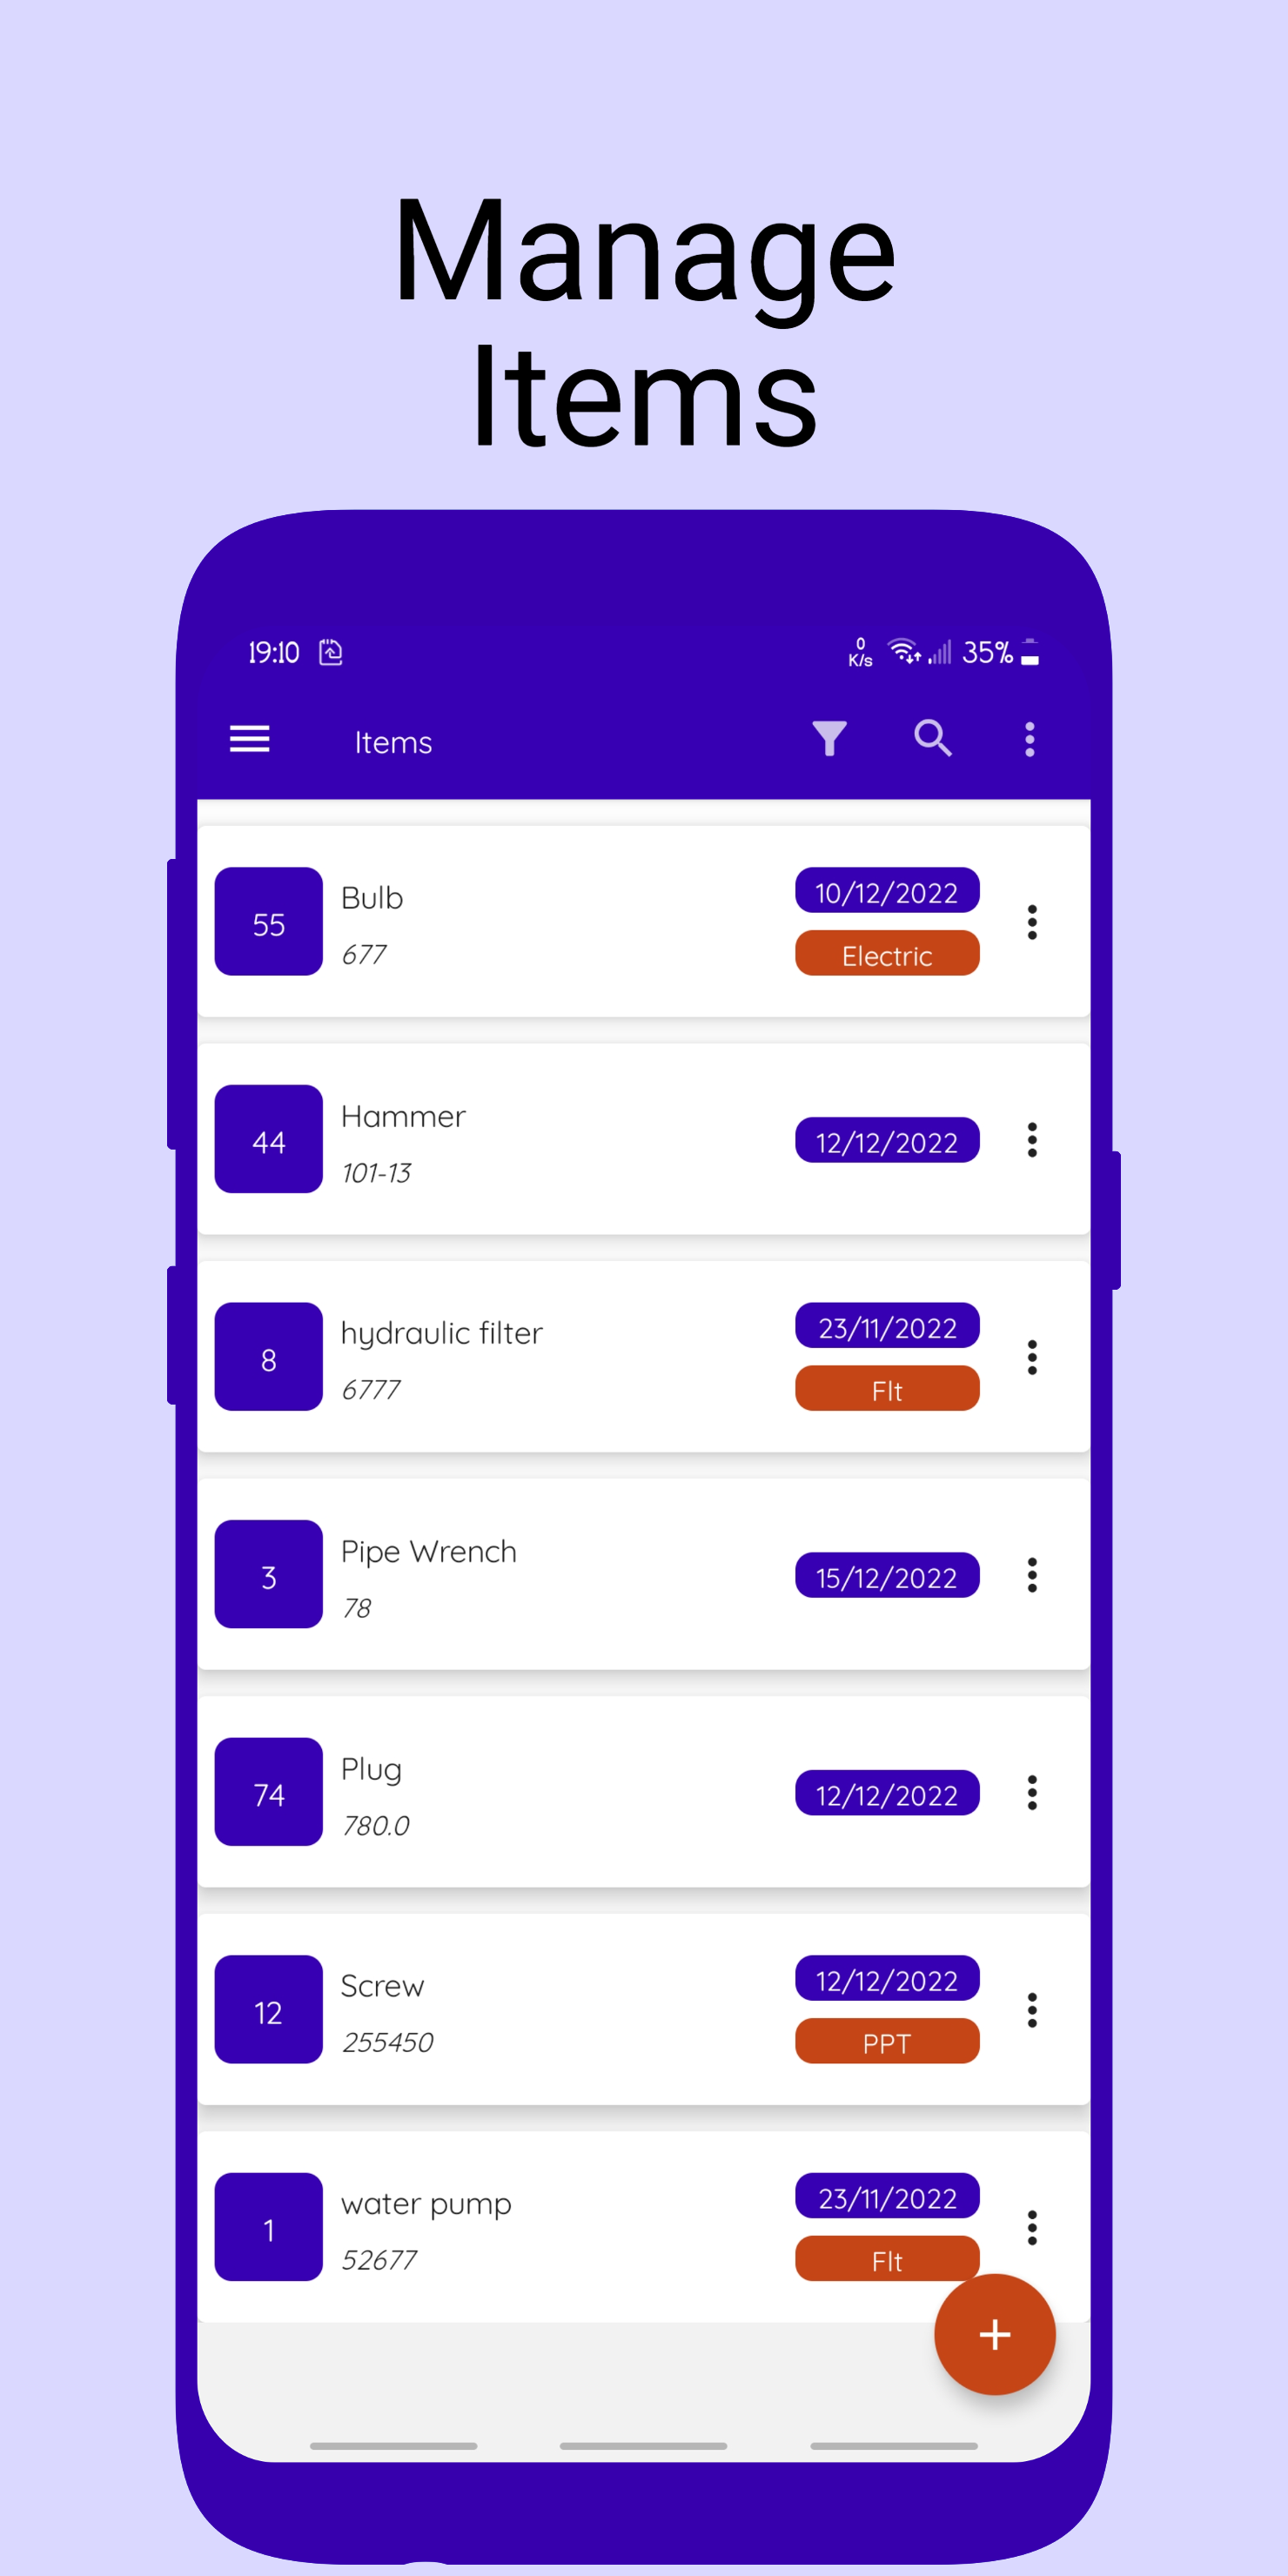 Manage
Items
19:10
0
K/s
35%
Items
55
Bulb
677
10/12/2022
Electric
44
Hammer
101-13
12/12/2022
8
hydraulic filter
6777
23/11/2022
Flt
3
Pipe Wrench
78
15/12/2022
74
Plug
780.0
12/12/2022
12
Screw
255450
12/12/2022
PPT
1
water pump
52677
23/11/2022
Flt
+